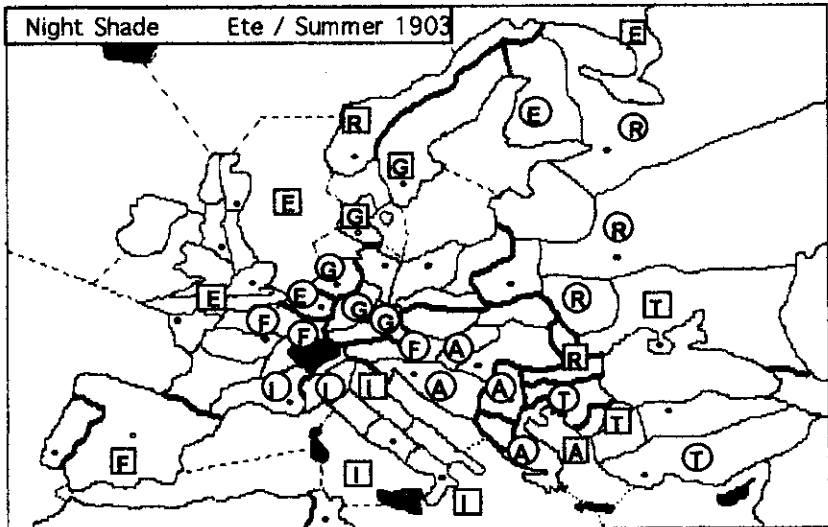 Night Shade Ete / Summer 1903
E
R E R
G
E G R
G
E E G R T
F F G F A R
I I I A A T T
F I A A T
I